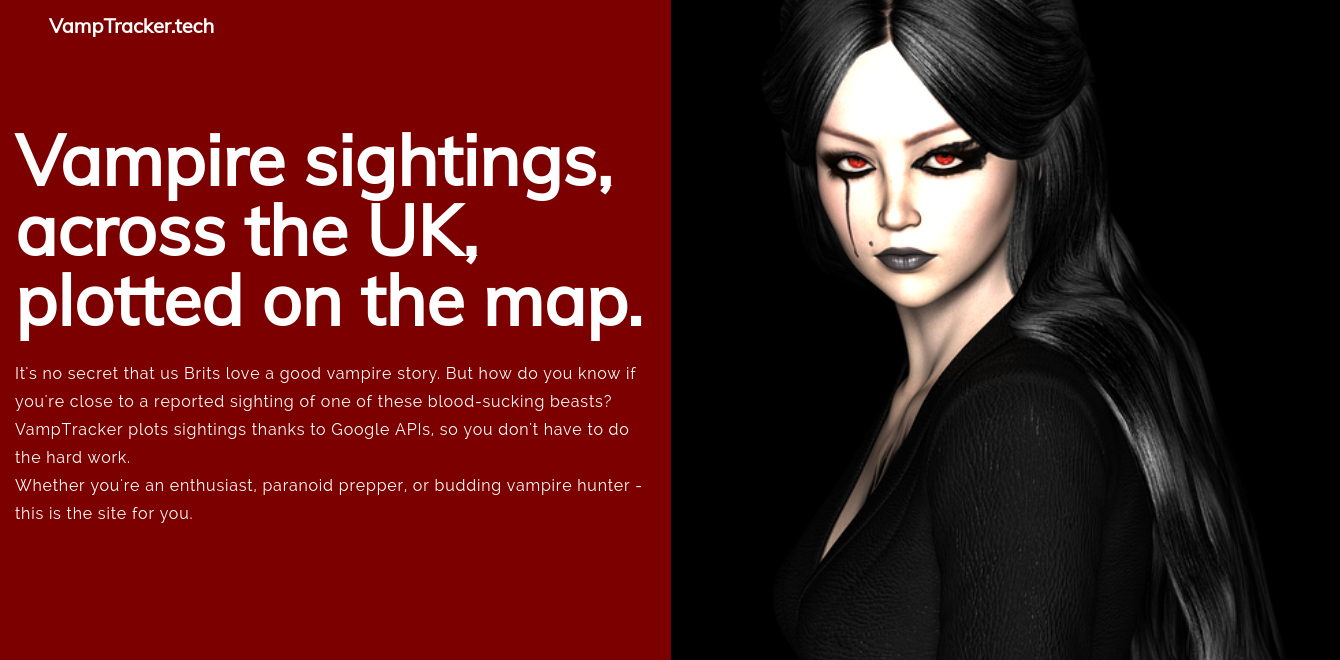 VampTracker.tech
Vampire sightings,
across the UK,
plotted on the map.
It's no secret that us Brits love a good vampire story. But how do you know if
you're close to a reported sighting of one of these blood-sucking beasts?
VampTracker plots sightings thanks to Google APIs, so you don't have to do
the hard work.
Whether you're an enthusiast, paranoid prepper, or budding vampire hunter -
this is the site for you.